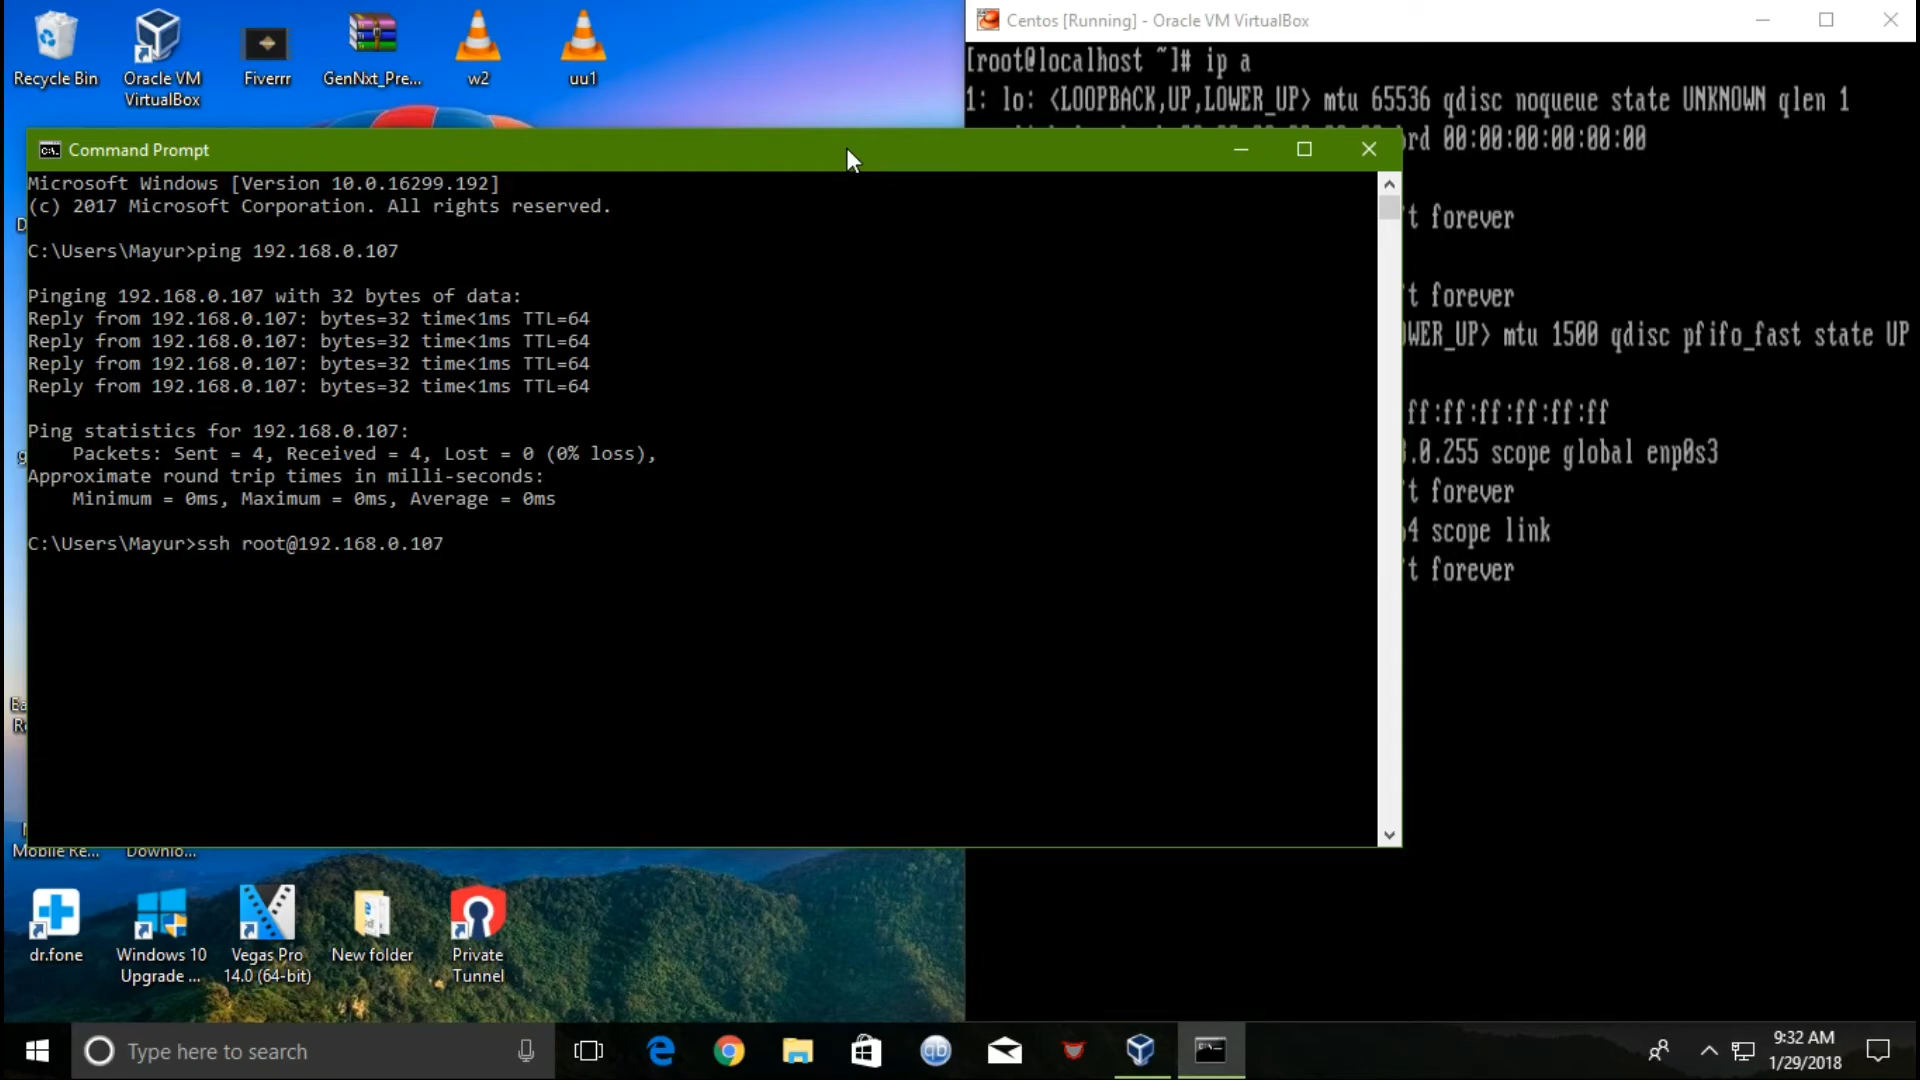 Recycle Bin
Oracle VM
VirtualBox
Fiverrr
GenNxt_Pre...
w2
uu1
Centos [Running] - Oracle VM VirtualBox
[root@localhost ~]# ip a
1: lo: <LOOPBACK,UP,LOWER_UP> mtu 65536 qdisc noqueue state UNKNOWN qlen 1
00:00:00:00:00:00
forever
forever
mtu 1500 qdisc pfifo_fast state UP
ff:ff:ff:ff:ff:ff
.0.255 scope global enp0s3
forever
scope link
forever
Command Prompt
Microsoft Windows [Version 10.0.16299.192]
(c) 2017 Microsoft Corporation. All rights reserved.
C:\Users\Mayur>ping 192.168.0.107
Pinging 192.168.0.107 with 32 bytes of data:
Reply from 192.168.0.107: bytes=32 time<1ms TTL=64
Reply from 192.168.0.107: bytes=32 time<1ms TTL=64
Reply from 192.168.0.107: bytes=32 time<1ms TTL=64
Reply from 192.168.0.107: bytes=32 time<1ms TTL=64
Ping statistics for 192.168.0.107:
Packets: Sent = 4, Received = 4, Lost = 0 (0% loss),
Approximate round trip times in milli-seconds:
Minimum = 0ms, Maximum = 0ms, Average = 0ms
C:\Users\Mayur>ssh root@192.168.0.107
Mobile Re...
Downlo...
dr.fone
Windows 10
Upgrade ...
Vegas Pro
14.0 (64-bit)
New folder
Private
Tunnel
Type here to search
9:32 AM
1/29/2018